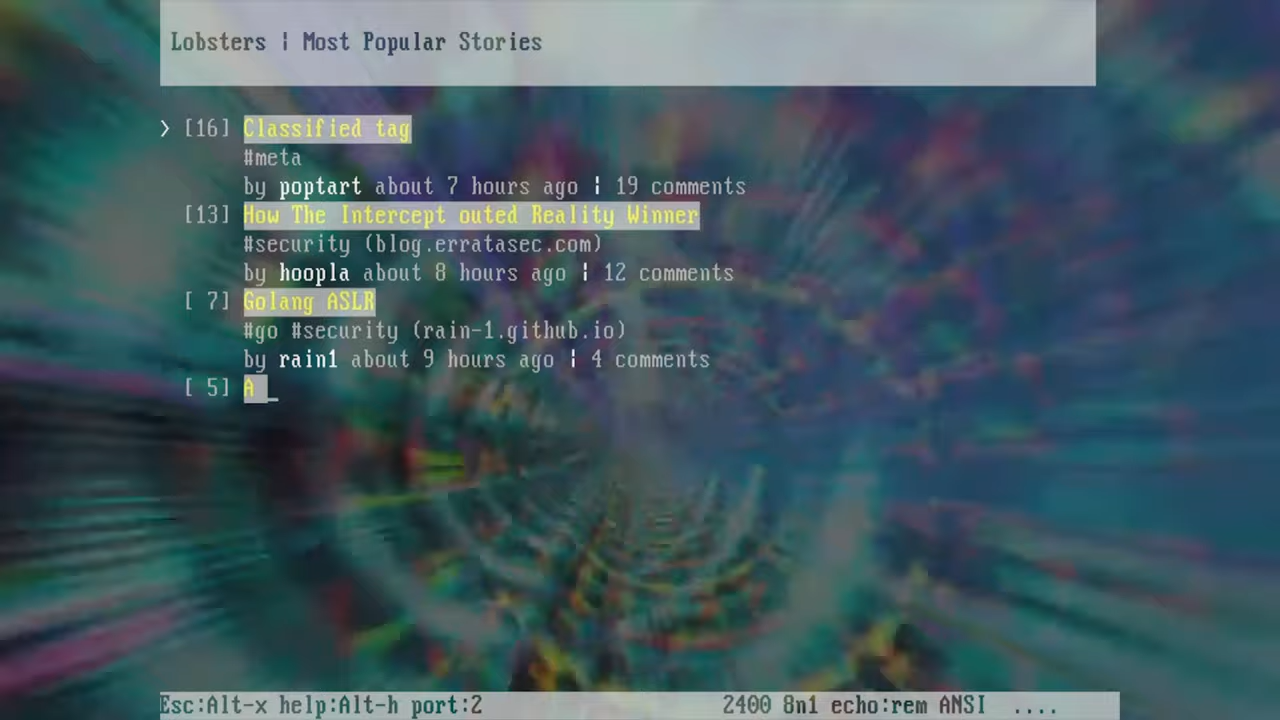 Lobsters ¦ Most Popular Stories
> [16] Classified tag
#meta
by poptart about 7 hours ago ¦ 19 comments
[13] How The Intercept outed Reality Winner
#security (blog.erratasec.com)
by hoopla about 8 hours ago ¦ 12 comments
[ 7] Golang ASLR
#go #security (rain-1.github.io)
by rain1 about 9 hours ago ¦ 4 comments
[ 5] A _
Esc:Alt-x help:Alt-h port:2 2400 8n1 echo:rem ANSI ....